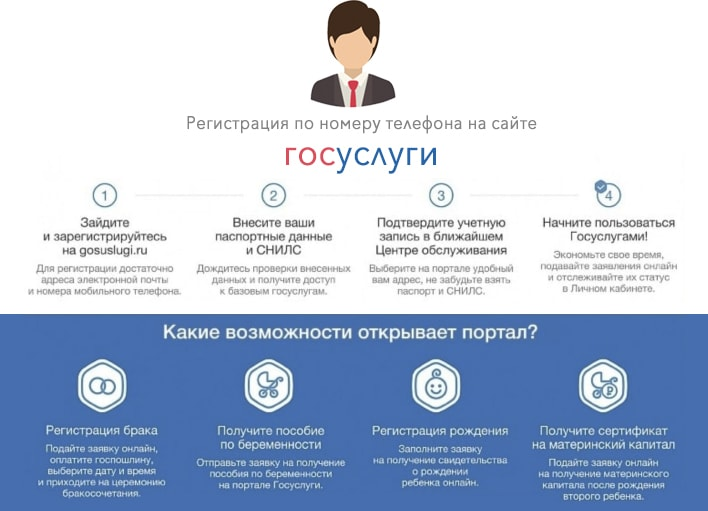 Регистрация по номеру телефона на сайте
госуслуги
1
Зайдите
и зарегистрируйтесь
на gosuslugi.ru
Для регистрации достаточно
адреса электронной почты
и номера мобильного телефона.
2
Внесите ваши
паспортные данные
и СНИЛС
Дождитесь проверки внесенных
данных и получите доступ
к базовым госуслугам.
3
Подтвердите учетную
запись в ближайшем
Центре обслуживания
Выберите на портале удобный
вам адрес, не забудьте взять
паспорт и СНИЛС.
4
Начните пользоваться
Госуслугами!
Экономьте свое время,
подавайте заявления онлайн
и отслеживайте их статус
в Личном кабинете.
Какие возможности открывает портал?
Регистрация брака
Подайте заявку онлайн,
оплатите госпошлину,
выберите дату и время
и приходите на церемонию
бракосочетания.
Получите пособие
по беременности
Отправьте заявку на получение
пособия по беременности
на портале Госуслуги.
Регистрация рождения
Заполните заявку
на получение свидетельства
о рождении
ребенка онлайн.
₽
Получите сертификат
на материнский капитал
Подайте заявку онлайн
на получение материнского
капитала после рождения
второго ребенка.